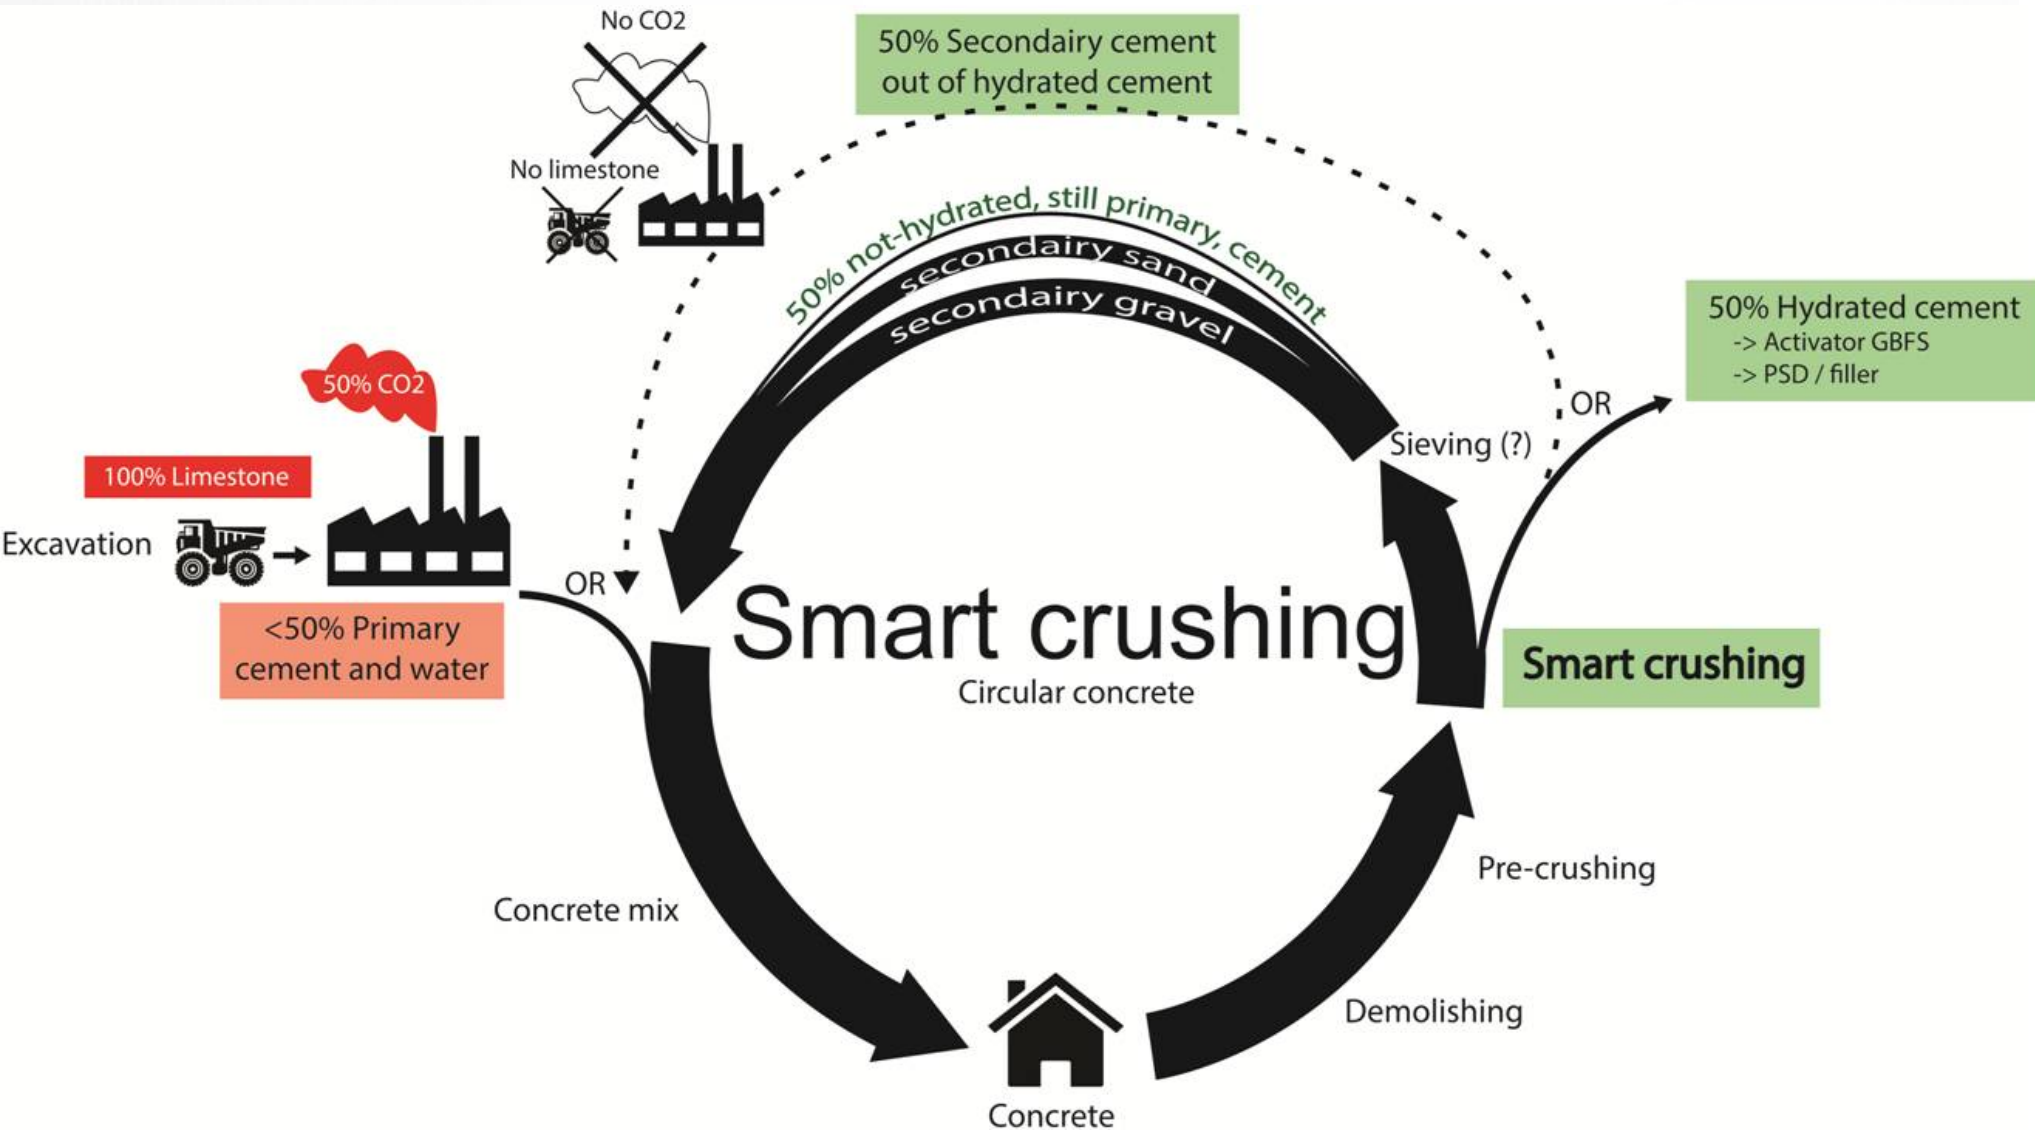 No CO2
50% Secondairy cement
out of hydrated cement
No limestone
50% not-hydrated, still primary, cement
secondairy sand
secondairy gravel
50% Hydrated cement
-> Activator GBFS
-> PSD / filler
50% CO2
OR
Sieving (?)
100% Limestone
Excavation
OR
<50% Primary
cement and water
Smart crushing
Circular concrete
Smart crushing
Pre-crushing
Concrete mix
Demolishing
Concrete